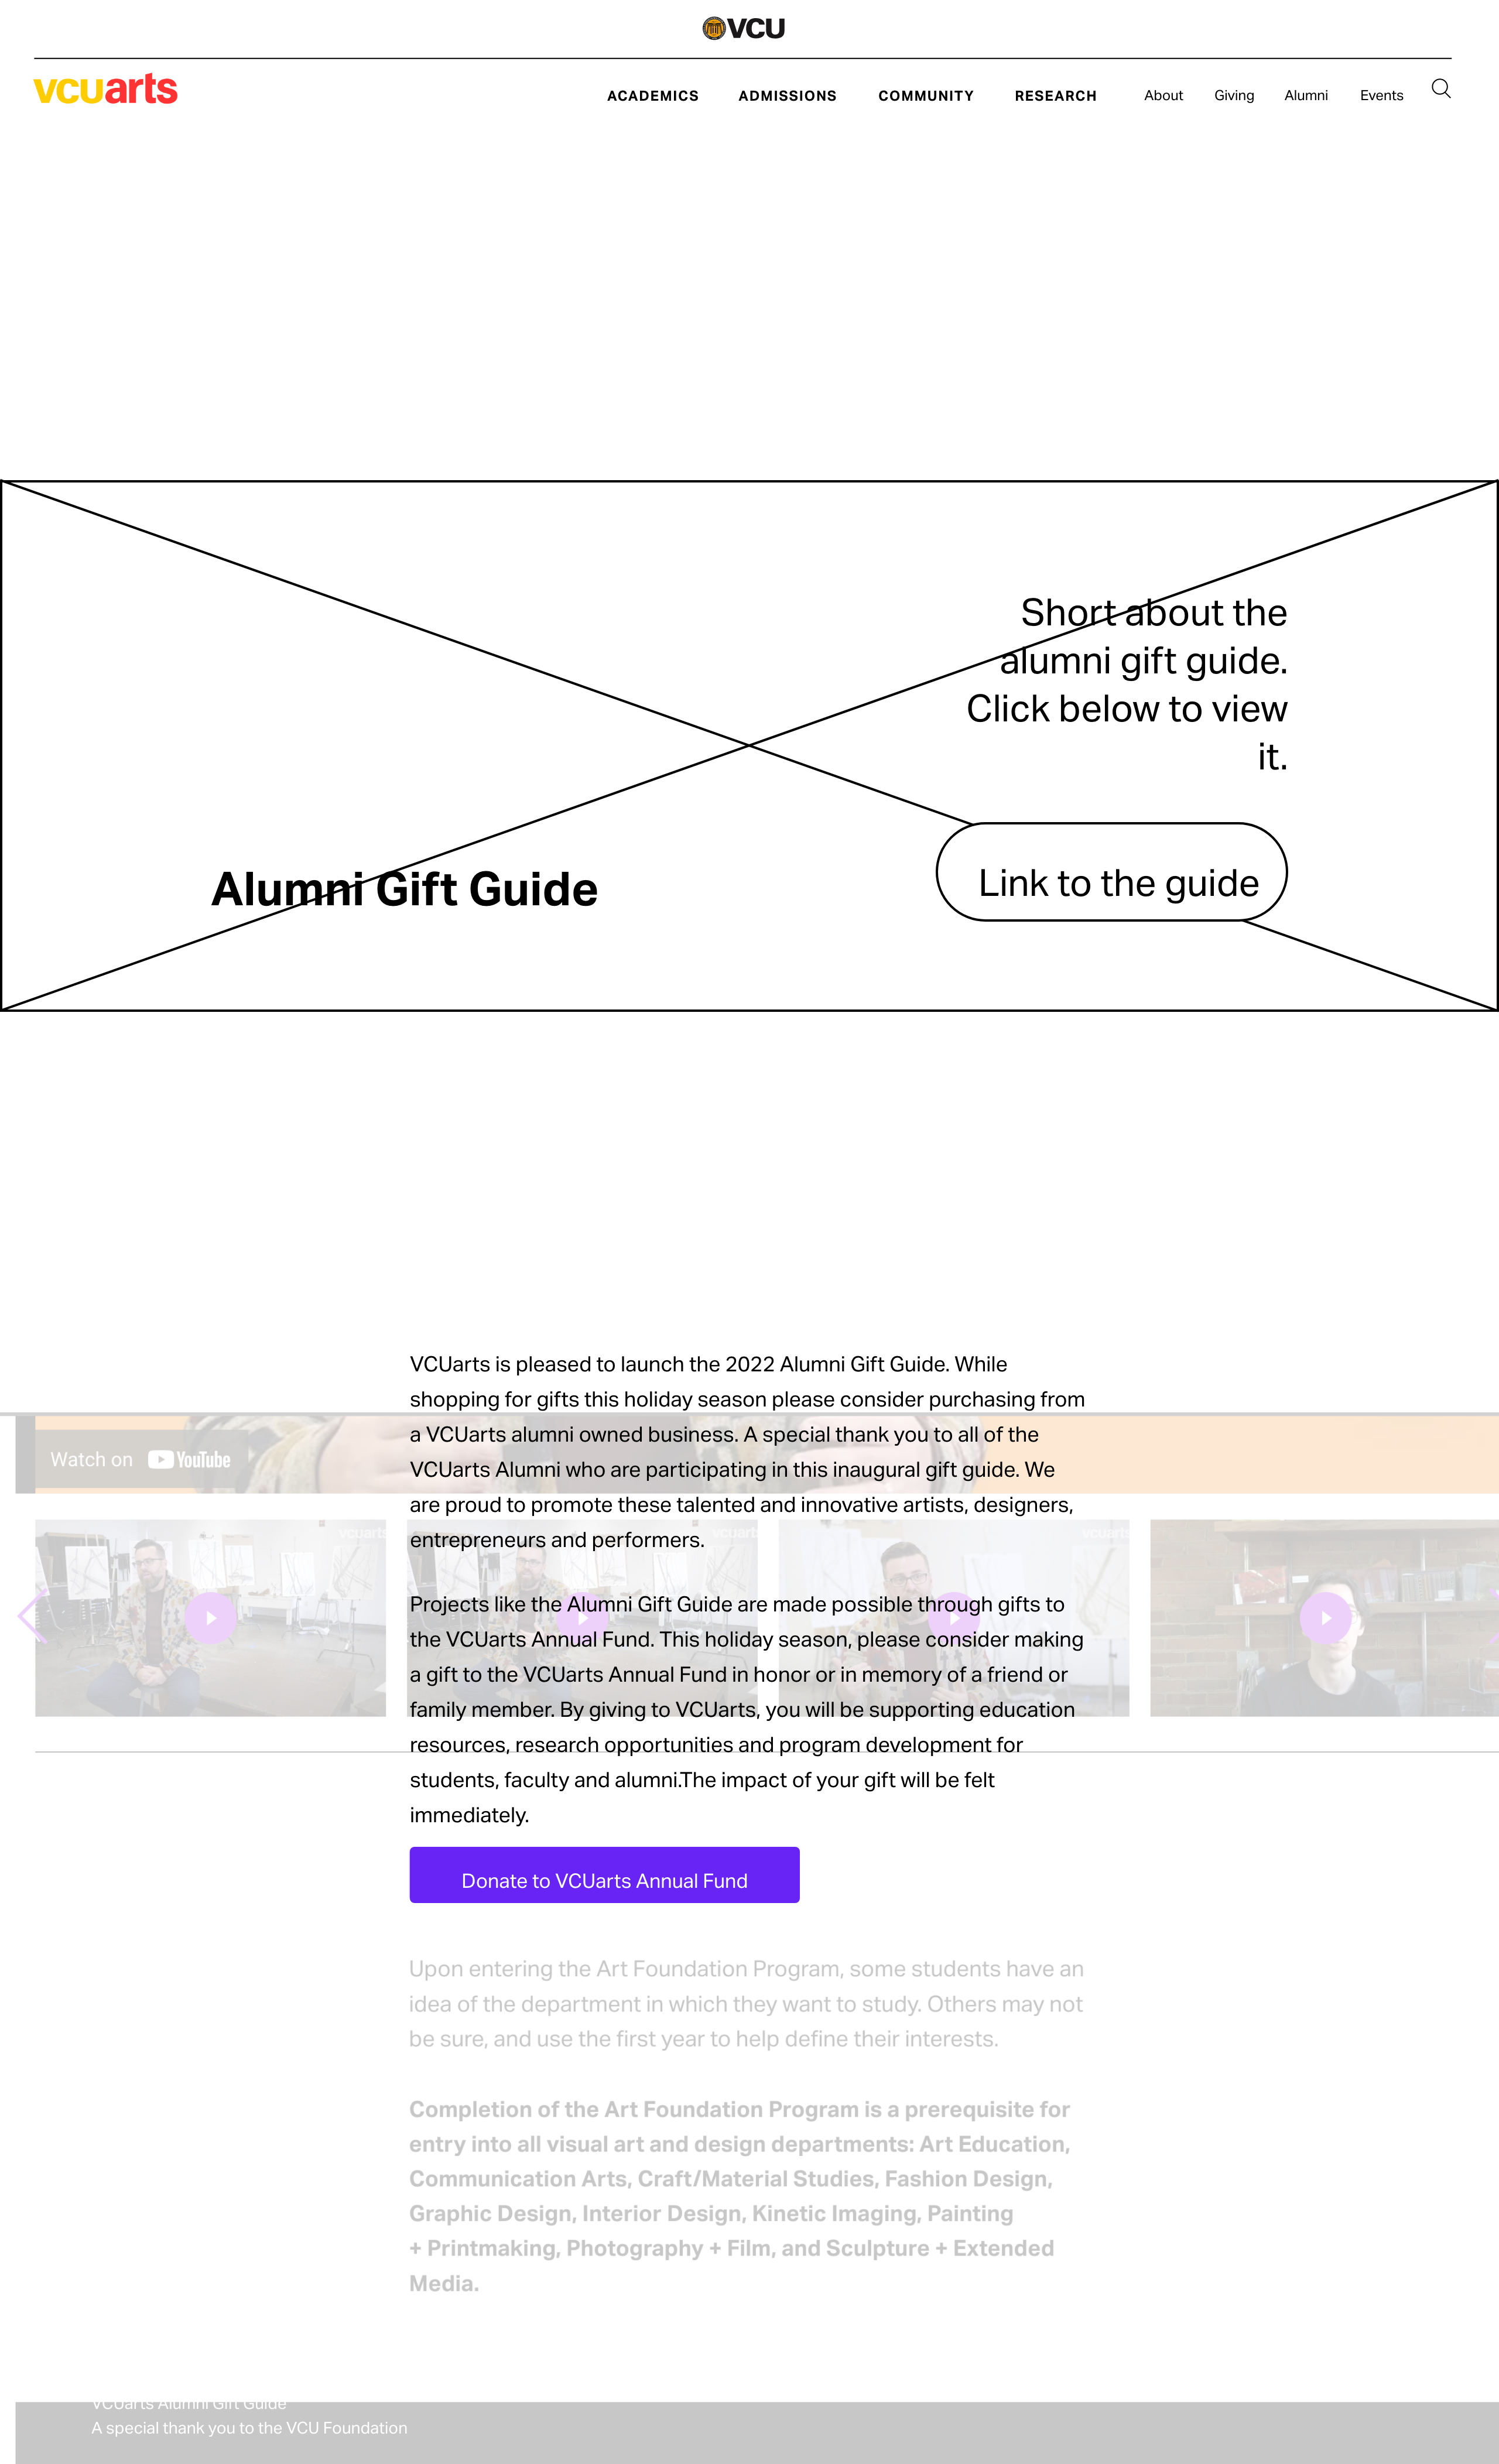 VCU
vcuarts
ACADEMICS ADMISSIONS COMMUNITY RESEARCH About Giving Alumni Events
Short about the
alumni gift guide.
Click below to view
it.
Alumni Gift Guide
Link to the guide
VCUarts is pleased to launch the 2022 Alumni Gift Guide. While
shopping for gifts this holiday season please consider purchasing from
a VCUarts alumni owned business. A special thank you to all of the
VCUarts Alumni who are participating in this inaugural gift guide. We
are proud to promote these talented and innovative artists, designers,
entrepreneurs and performers.
Watch on YouTube
vcuarts
vcuarts
vcuarts
Projects like the Alumni Gift Guide are made possible through gifts to
the VCUarts Annual Fund. This holiday season, please consider making
a gift to the VCUarts Annual Fund in honor or in memory of a friend or
family member. By giving to VCUarts, you will be supporting education
resources, research opportunities and program development for
students, faculty and alumni.The impact of your gift will be felt
immediately.
Donate to VCUarts Annual Fund
Upon entering the Art Foundation Program, some students have an
idea of the department in which they want to study. Others may not
be sure, and use the first year to help define their interests.
Completion of the Art Foundation Program is a prerequisite for
entry into all visual art and design departments: Art Education,
Communication Arts, Craft/Material Studies, Fashion Design,
Graphic Design, Interior Design, Kinetic Imaging, Painting
+ Printmaking, Photography + Film, and Sculpture + Extended
Media.
VCUarts Alumni Gift Guide
A special thank you to the VCU Foundation